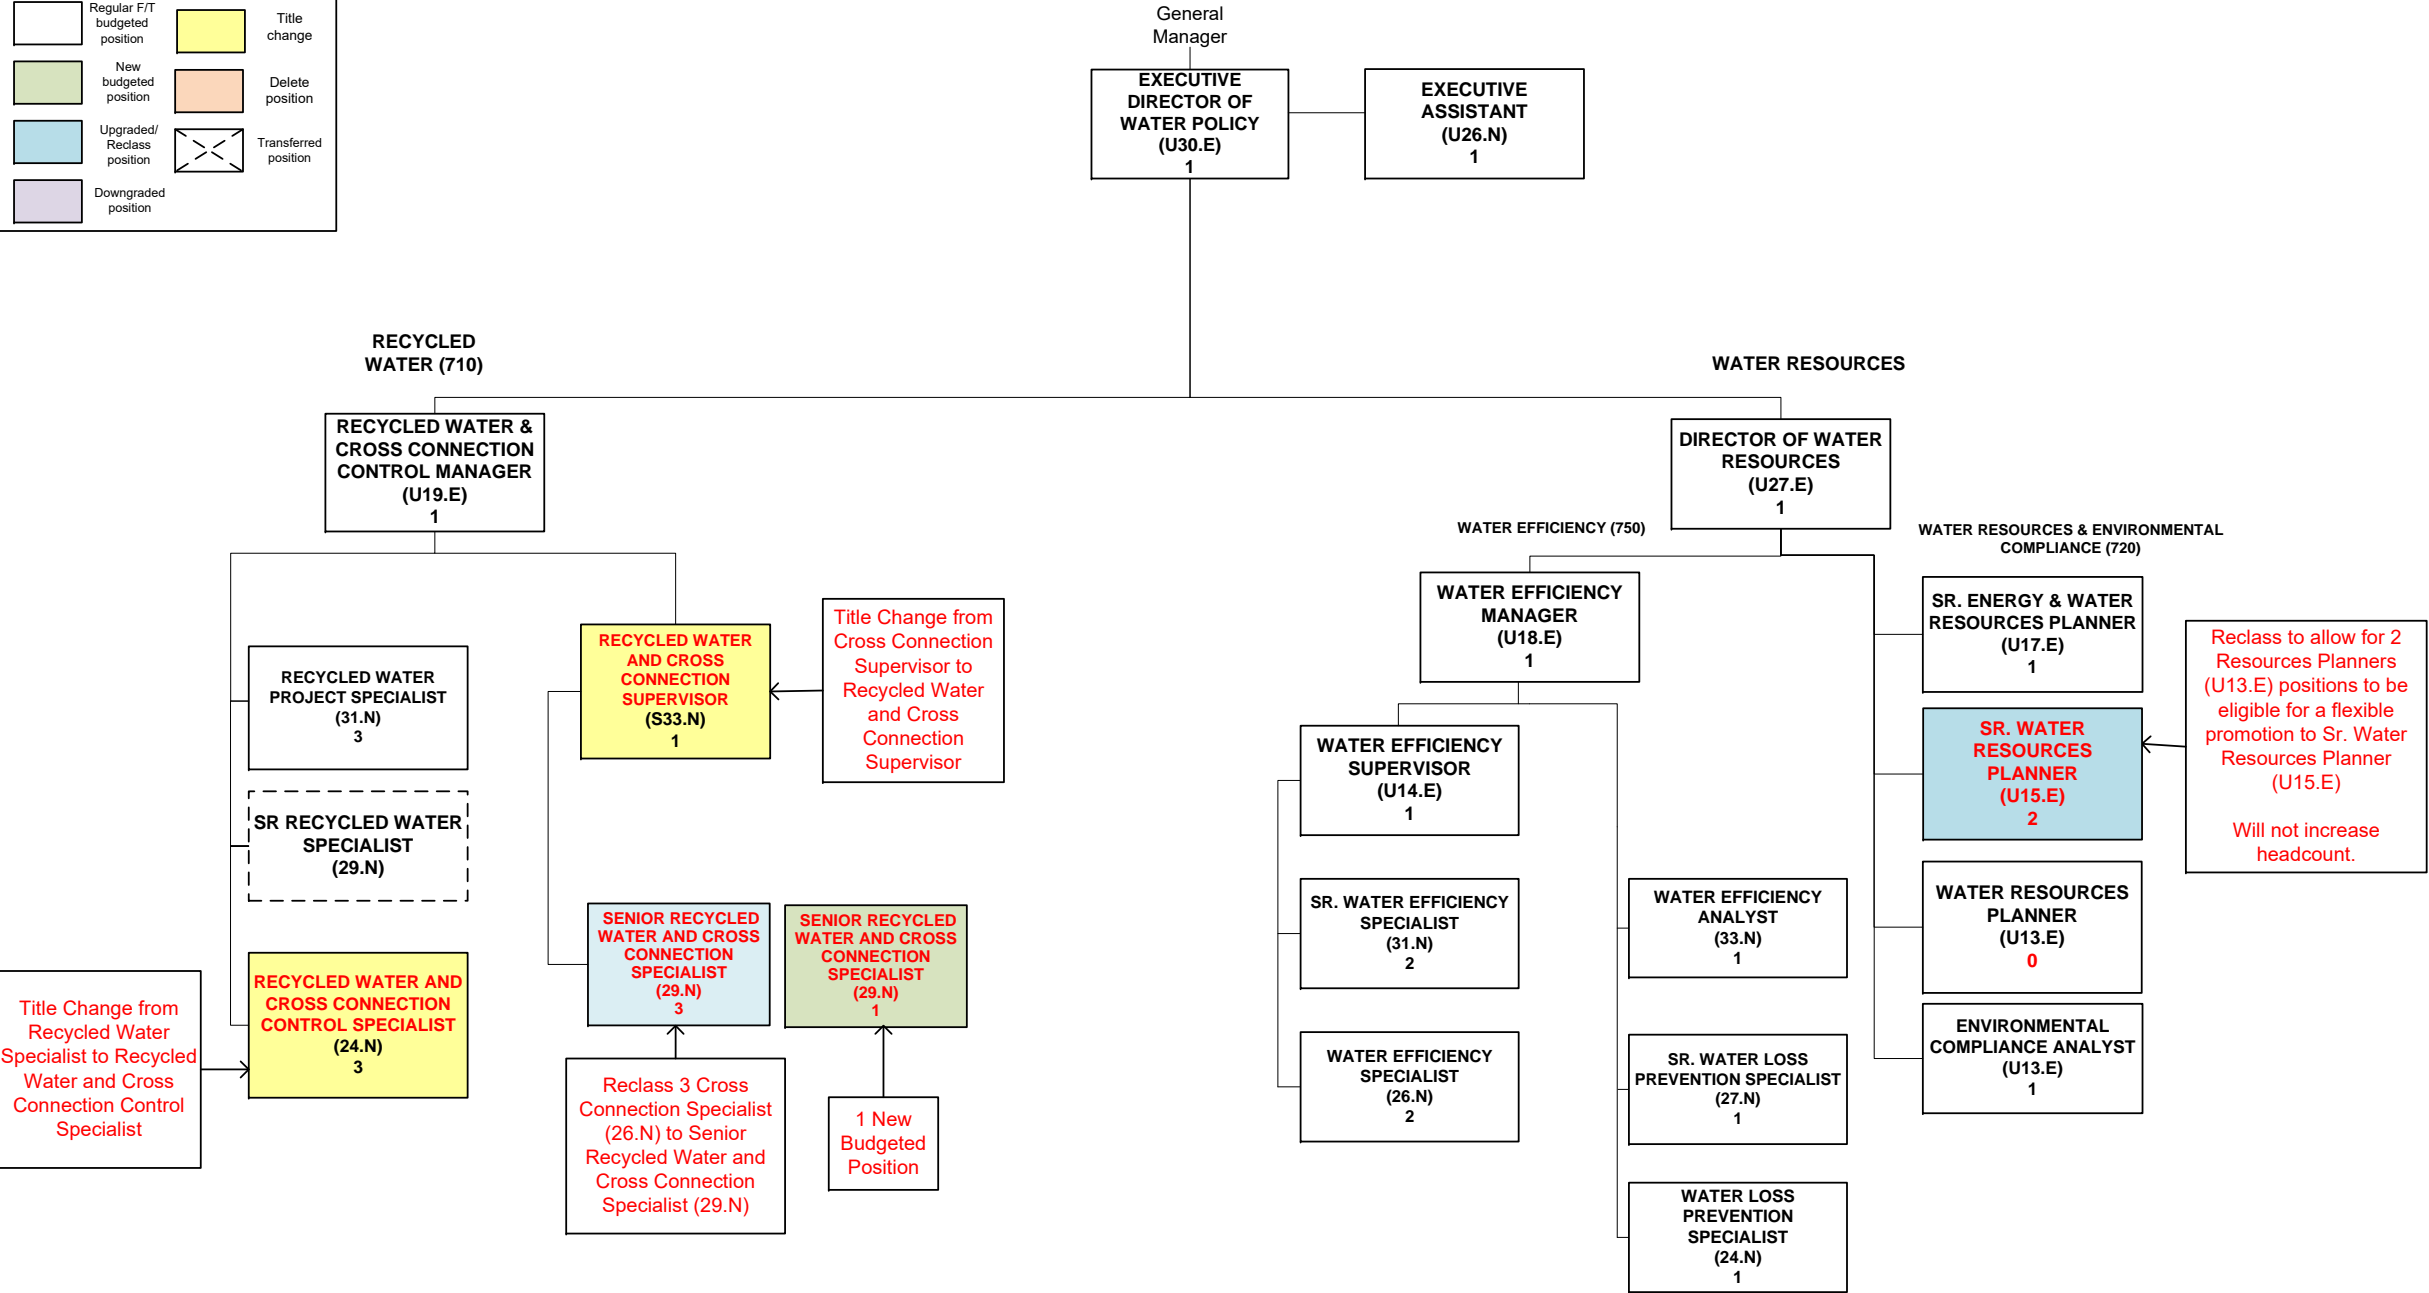 Regular F/T
budgeted
position
Title
change
New
budgeted
position
Delete
position
Upgraded/
Reclass
position
Transferred
position
Downgraded
position
General
Manager
EXECUTIVE
DIRECTOR OF
WATER POLICY
(U30.E)
1
EXECUTIVE
ASSISTANT
(U26.N)
1
RECYCLED
WATER (710)
WATER RESOURCES
RECYCLED WATER &
CROSS CONNECTION
CONTROL MANAGER
(U19.E)
1
DIRECTOR OF WATER
RESOURCES
(U27.E)
1
WATER EFFICIENCY (750)
WATER RESOURCES & ENVIRONMENTAL
COMPLIANCE (720)
RECYCLED WATER
PROJECT SPECIALIST
(31.N)
3
SR RECYCLED WATER
SPECIALIST
(29.N)
RECYCLED WATER AND
CROSS CONNECTION
CONTROL SPECIALIST
(24.N)
3
Title Change from
Recycled Water
Specialist to Recycled
Water and Cross
Connection Control
Specialist
RECYCLED WATER
AND CROSS
CONNECTION
SUPERVISOR
(S33.N)
1
Title Change from
Cross Connection
Supervisor to
Recycled Water
and Cross
Connection
Supervisor
SENIOR RECYCLED
WATER AND CROSS
CONNECTION
SPECIALIST
(29.N)
3
SENIOR RECYCLED
WATER AND CROSS
CONNECTION
SPECIALIST
(29.N)
1
Reclass 3 Cross
Connection Specialist
(26.N) to Senior
Recycled Water and
Cross Connection
Specialist (29.N)
1 New
Budgeted
Position
WATER EFFICIENCY
MANAGER
(U18.E)
1
WATER EFFICIENCY
SUPERVISOR
(U14.E)
1
SR. WATER EFFICIENCY
SPECIALIST
(31.N)
2
WATER EFFICIENCY
SPECIALIST
(26.N)
2
WATER EFFICIENCY
ANALYST
(33.N)
1
SR. WATER LOSS
PREVENTION SPECIALIST
(27.N)
1
WATER LOSS
PREVENTION
SPECIALIST
(24.N)
1
SR. ENERGY & WATER
RESOURCES PLANNER
(U17.E)
1
SR. WATER
RESOURCES
PLANNER
(U15.E)
2
Reclass to allow for 2
Resources Planners
(U13.E) positions to be
eligible for a flexible
promotion to Sr. Water
Resources Planner
(U15.E)
Will not increase
headcount.
WATER RESOURCES
PLANNER
(U13.E)
0
ENVIRONMENTAL
COMPLIANCE ANALYST
(U13.E)
1